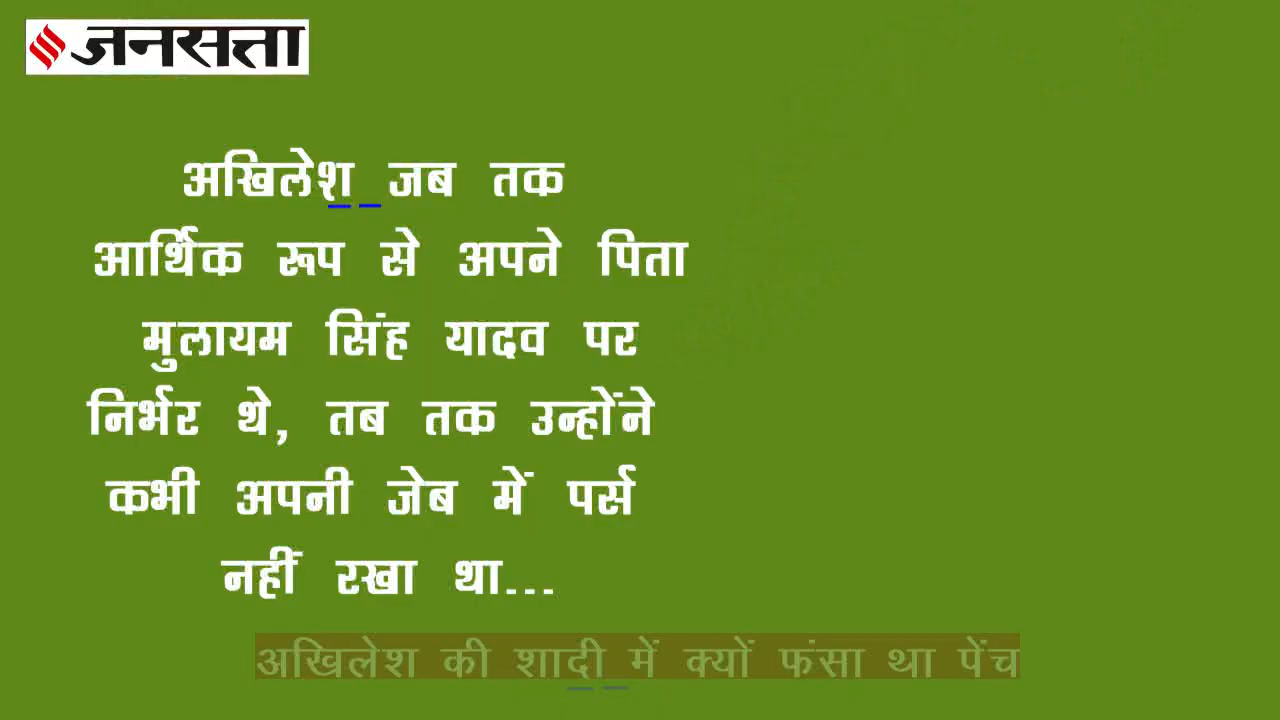 जनसत्ता
अखिलेश जब तक
आर्थिक रूप से अपने पिता
मुलायम सिंह यादव पर
निर्भर थे, तब तक उन्होंने
कभी अपनी जेब में पर्स
नहीं रखा था...
अखिलेश की शादी में क्यों फंसा था पेंच